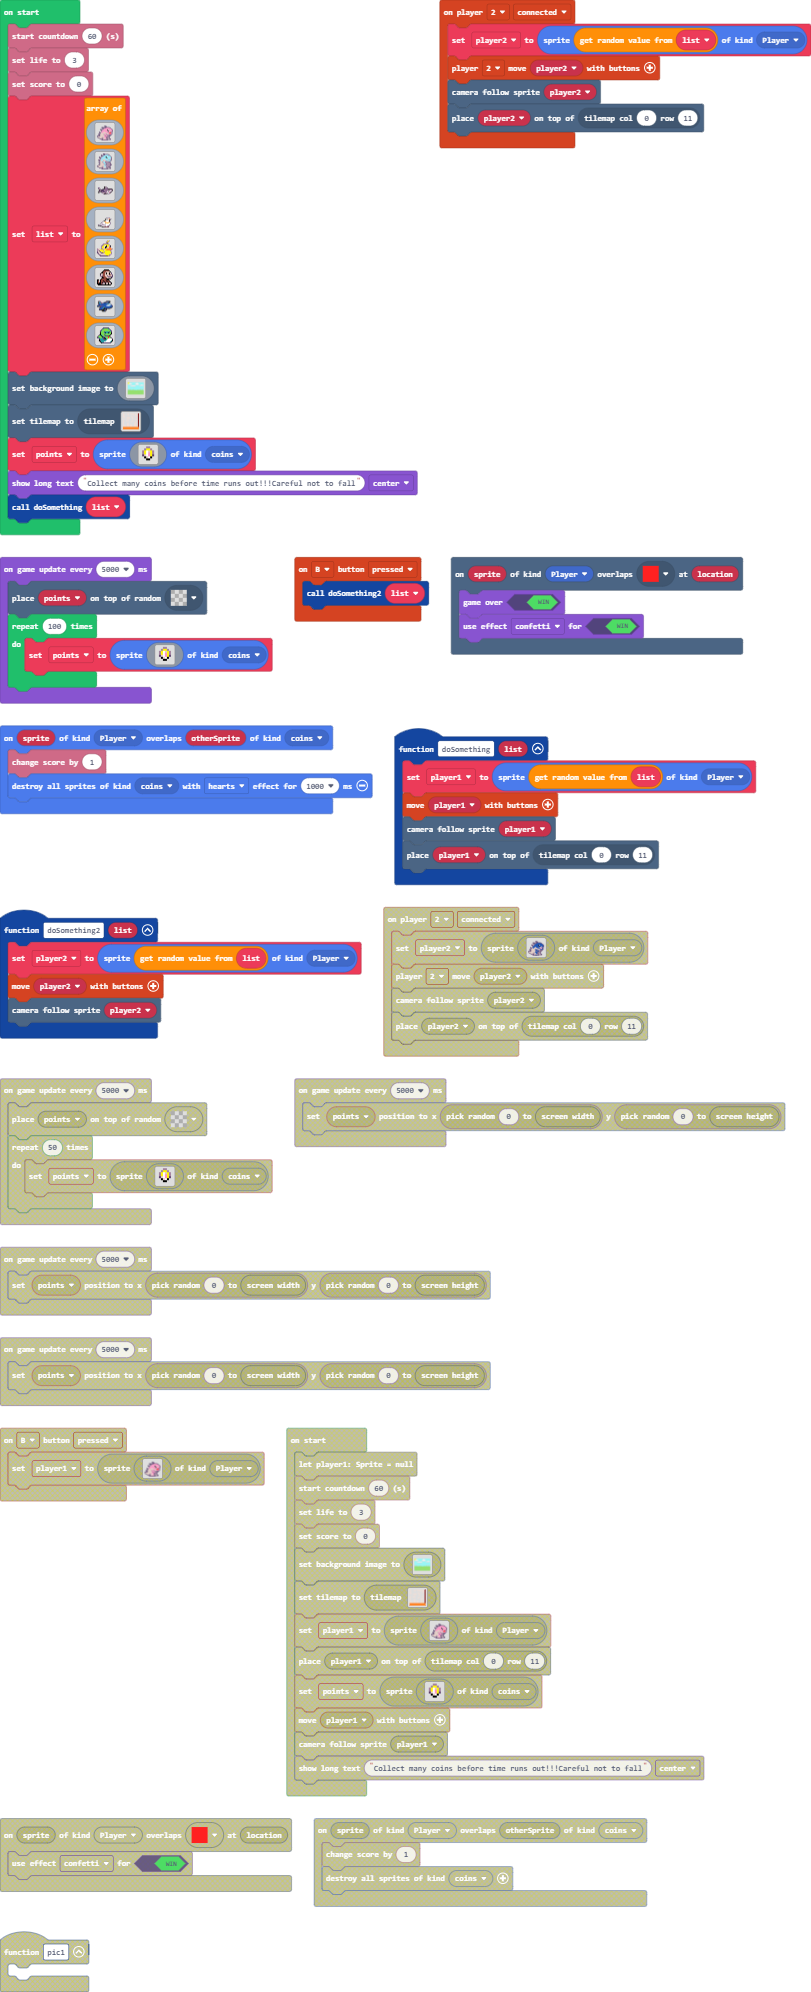 on start
start countdown 60 (s)
set life to 3
set score to 0
array of
set list to
set background image to
set tilemap to tilemap
set points to sprite of kind coins
show long text "Collect many coins before time runs out!!!Careful not to fall" center
call doSomething list
on player 2 connected
set player2 to sprite get random value from list of kind Player
player 2 move player2 with buttons
camera follow sprite player2
place player2 on top of tilemap col 0 row 11
on game update every 5000 ms
place points on top of random
repeat 100 times
do
set points to sprite of kind coins
on B button pressed
call doSomething2 list
on sprite of kind Player overlaps at location
game over WIN
use effect confetti for WIN
on sprite of kind Player overlaps otherSprite of kind coins
change score by 1
destroy all sprites of kind coins with hearts effect for 1000 ms
function doSomething list
set player1 to sprite get random value from list of kind Player
move player1 with buttons
camera follow sprite player1
place player1 on top of tilemap col 0 row 11
function doSomething2 list
set player2 to sprite get random value from list of kind Player
move player2 with buttons
camera follow sprite player2
on player 2 connected
set player2 to sprite of kind Player
player 2 move player2 with buttons
camera follow sprite player2
place player2 on top of tilemap col 0 row 11
on game update every 5000 ms
place points on top of random
repeat 50 times
do
set points to sprite of kind coins
on game update every 5000 ms
set points position to x pick random 0 to screen width y pick random 0 to screen height
on game update every 5000 ms
set points position to x pick random 0 to screen width y pick random 0 to screen height
on game update every 5000 ms
set points position to x pick random 0 to screen width y pick random 0 to screen height
on B button pressed
set player1 to sprite of kind Player
on start
let player1: Sprite = null
start countdown 60 (s)
set life to 3
set score to 0
set background image to
set tilemap to tilemap
set player1 to sprite of kind Player
place player1 on top of tilemap col 0 row 11
set points to sprite of kind coins
move player1 with buttons
camera follow sprite player1
show long text "Collect many coins before time runs out!!!Careful not to fall" center
on sprite of kind Player overlaps at location
use effect confetti for WIN
on sprite of kind Player overlaps otherSprite of kind coins
change score by 1
destroy all sprites of kind coins
function pic1